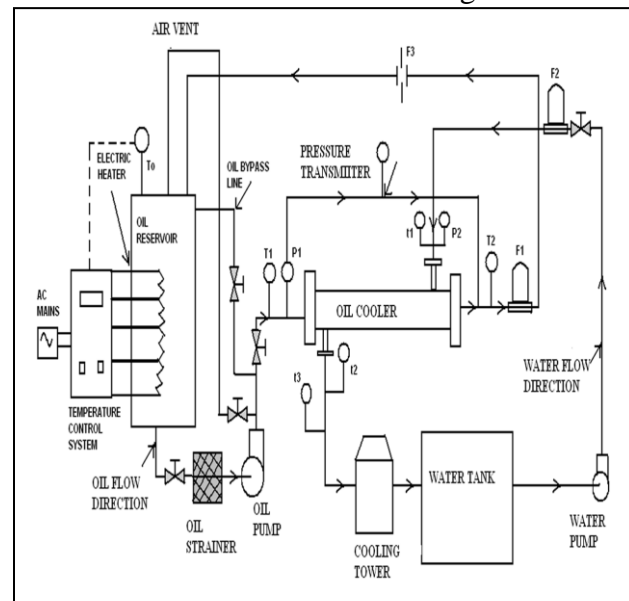 AIR VENT
F3
F2
ELECTRIC
HEATER
To
OIL BYPASS
LINE
PRESSURE
TRANSMIITER
OIL
RESERVOIR
t1
P2
T1
P1
T2
F1
AC
MAINS
OIL COOLER
WATER FLOW
DIRECTION
t3
t2
TEMPERATURE
CONTROL
SYSTEM
OIL FLOW
DIRECTION
OIL
STRAINER
OIL
PUMP
WATER TANK
COOLING
TOWER
WATER
PUMP